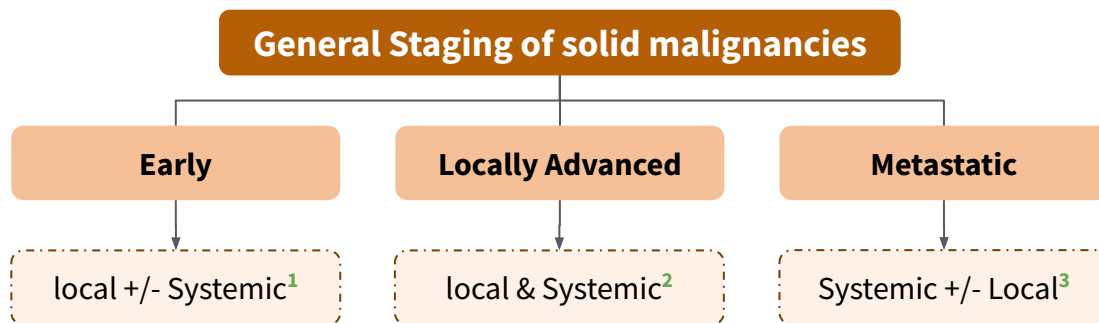 General Staging of solid malignancies
Early
Locally Advanced
Metastatic
local +/- Systemic¹
local & Systemic²
Systemic +/- Local³